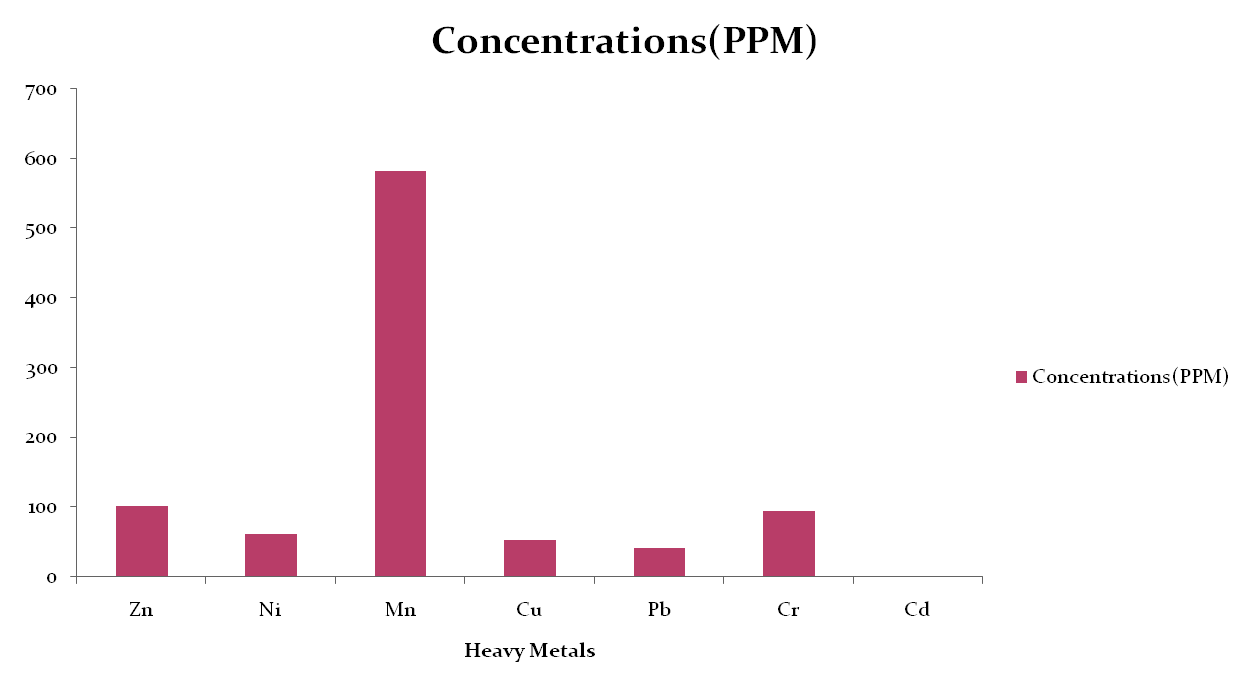 Concentrations(PPM)
700
600
500
400
300
200
100
0
Zn Ni Mn Cu Pb Cr Cd
Heavy Metals
Concentrations(PPM)